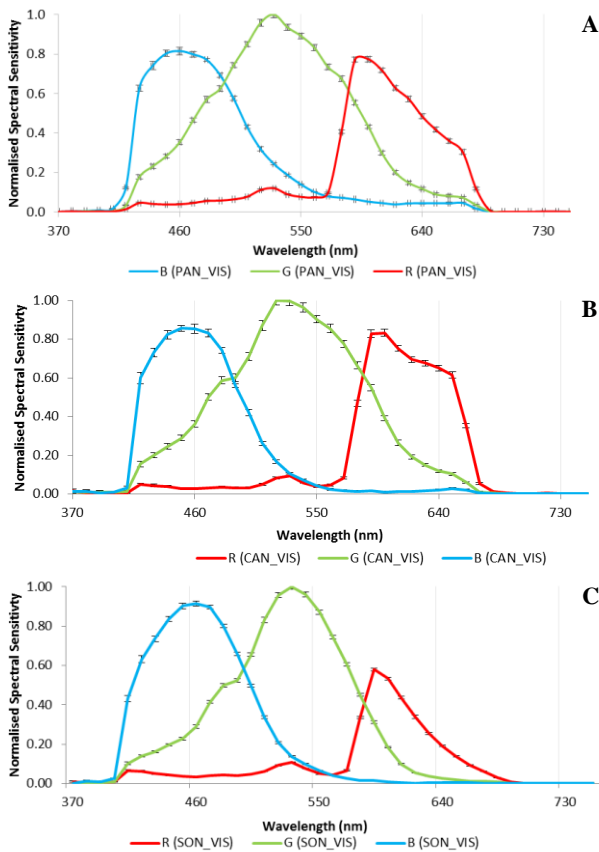 A
Normalised Spectral Sensitivity
1.0
0.8
0.6
0.4
0.2
0.0
370 460 550 640 730
Wavelength (nm)
B (PAN_VIS) G (PAN_VIS) R (PAN_VIS)
B
Normalised Spectral Sensitivty
1.00
0.80
0.60
0.40
0.20
0.00
370 460 550 640 730
Wavelength (nm)
R (CAN_VIS) G (CAN_VIS) B (CAN_VIS)
C
Normalised Spectral Sensitivty
1.00
0.80
0.60
0.40
0.20
0.00
370 460 550 640 730
Wavelength (nm)
R (SON_VIS) G (SON_VIS) B (SON_VIS)